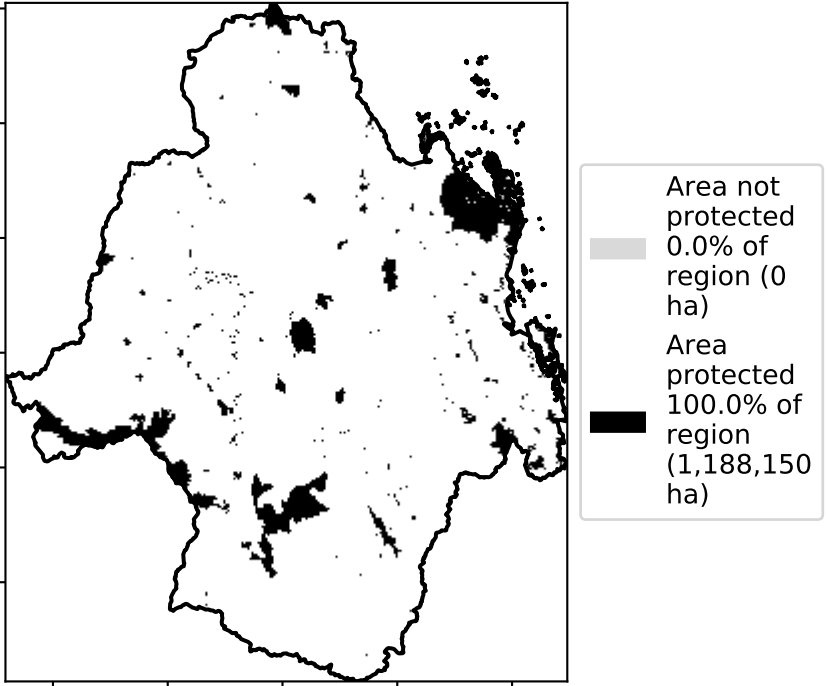 Area not
protected
0.0% of
region (0
ha)
Area
protected
100.0% of
region
(1,188,150
ha)